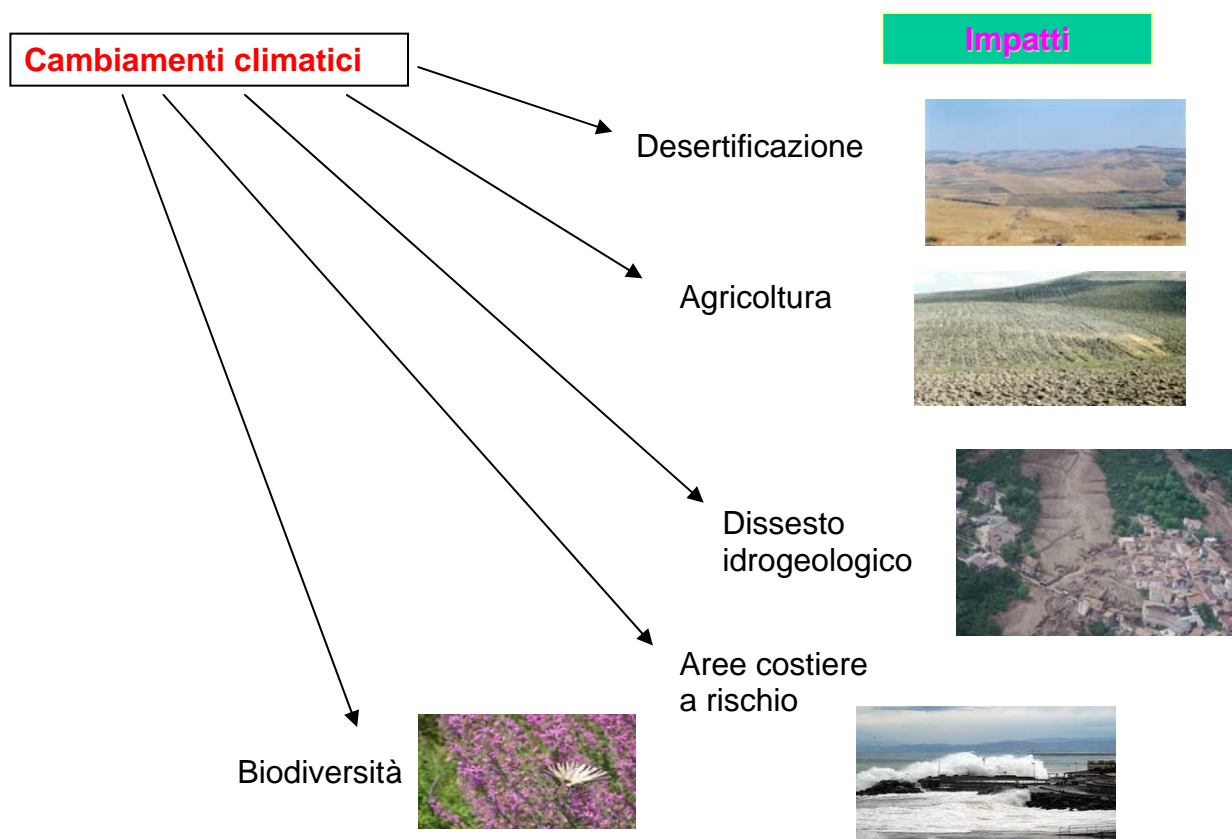 Cambiamenti climatici
Impatti
Desertificazione
Agricoltura
Dissesto
idrogeologico
Aree costiere
a rischio
Biodiversità